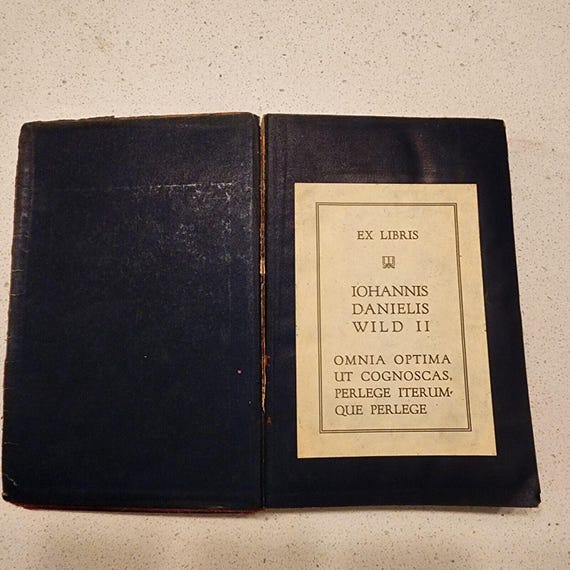 EX LIBRIS
IOHANNIS
DANIELIS
WILD II
OMNIA OPTIMA
UT COGNOSCAS,
PERLEGE ITERUM-
QUE PERLEGE